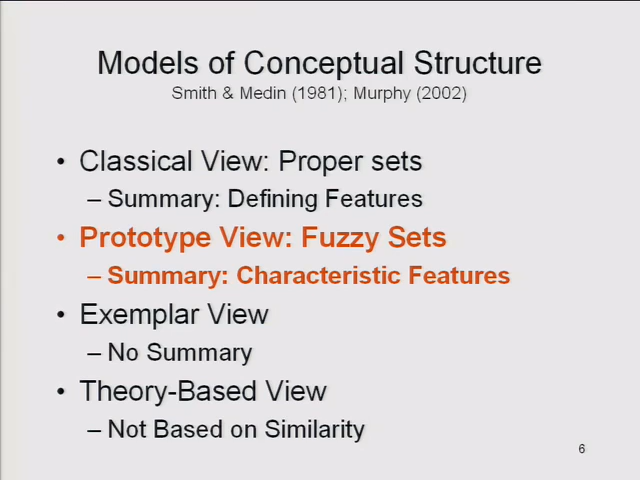 Models of Conceptual Structure
Smith & Medin (1981); Murphy (2002)
• Classical View: Proper sets
– Summary: Defining Features
• Prototype View: Fuzzy Sets
– Summary: Characteristic Features
• Exemplar View
– No Summary
• Theory-Based View
– Not Based on Similarity
6